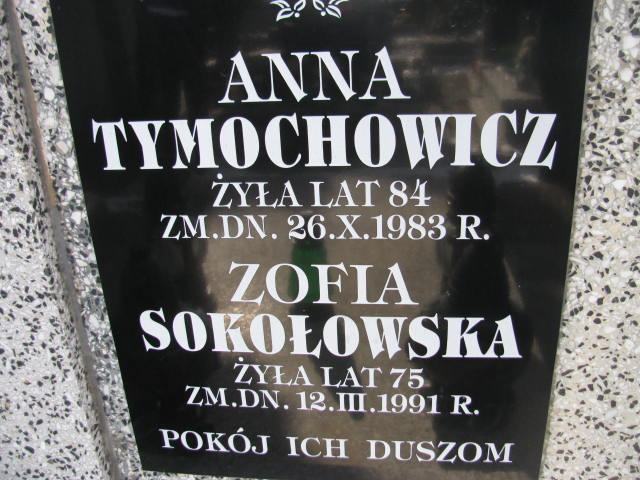 ANNA
TYMOCHOWICZ
ŻYŁA LAT 84
ZM.DN. 26.X.1983 R.
ZOFIA
SOKOŁOWSKA
ŻYŁA LAT 75
ZM.DN. 12.III.1991 R.
POKÓJ ICH DUSZOM